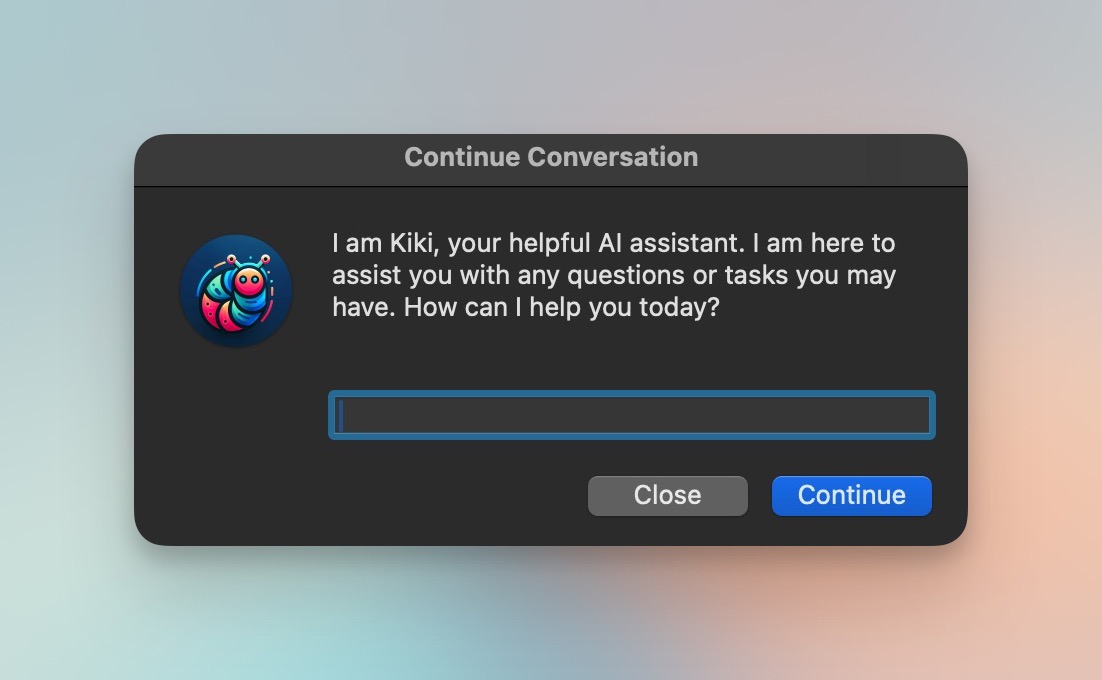 Continue Conversation
I am Kiki, your helpful AI assistant. I am here to
assist you with any questions or tasks you may
have. How can I help you today?
Close
Continue